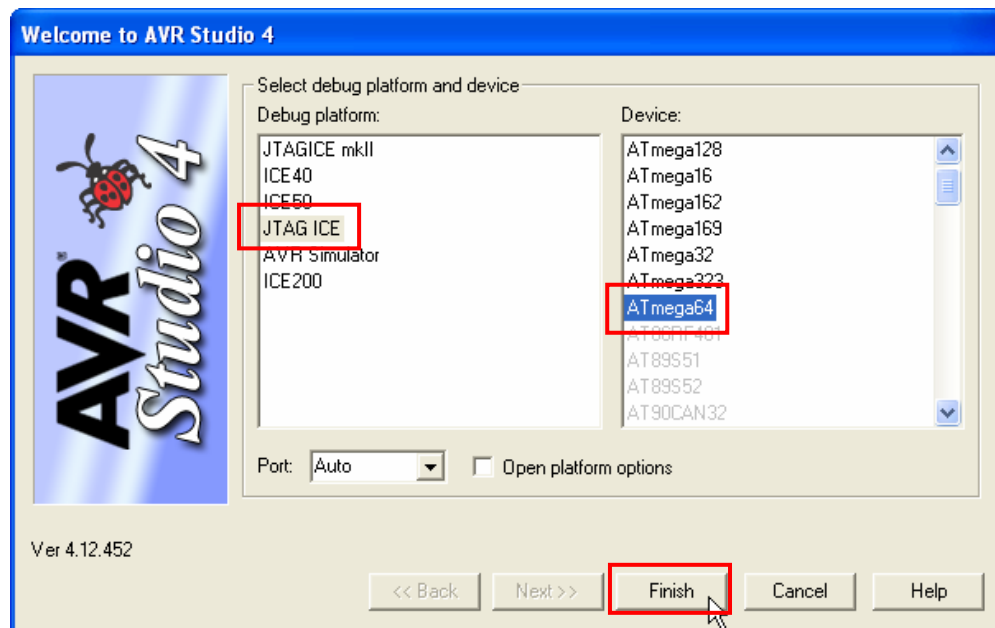 Welcome to AVR Studio 4
Select debug platform and device
Debug platform:
Device:
JTAGICE mkII
ICE40
ICE50
JTAG ICE
AVR Simulator
ICE200
ATmega128
ATmega16
ATmega162
ATmega169
ATmega32
ATmega323
ATmega64
AT86RF401
AT89S51
AT89S52
AT90CAN32
AVR
Studio 4
Port:
Auto
Open platform options
Ver 4.12.452
<< Back
Next >>
Finish
Cancel
Help